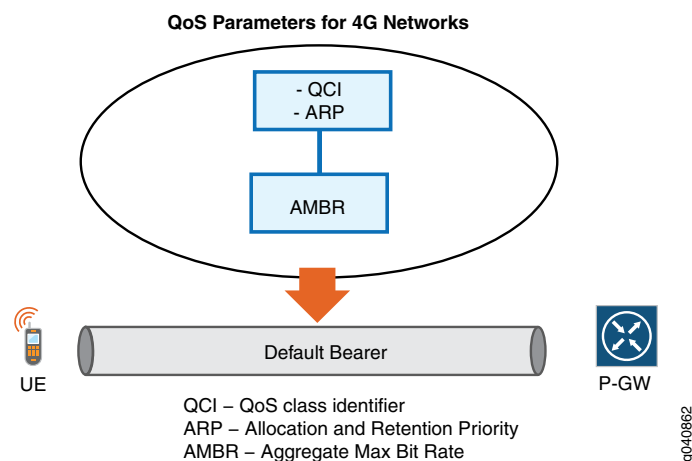 QoS Parameters for 4G Networks
- QCI
- ARP
AMBR
Default Bearer
UE
P-GW
QCI – QoS class identifier
ARP – Allocation and Retention Priority
AMBR – Aggregate Max Bit Rate
g040862